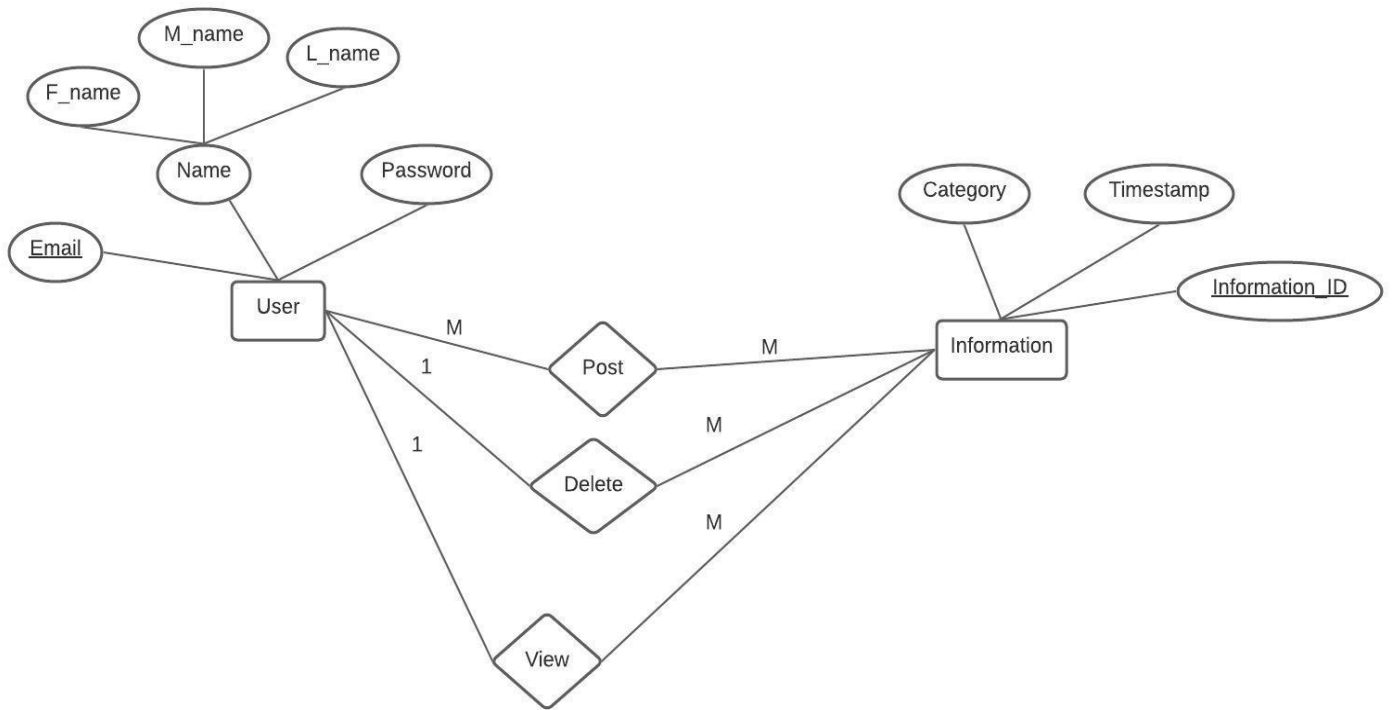 M_name
L_name
F_name
Name
Password
Email
User
Category
Timestamp
Information_ID
Information
M
Post
M
1
Delete
M
1
View
M